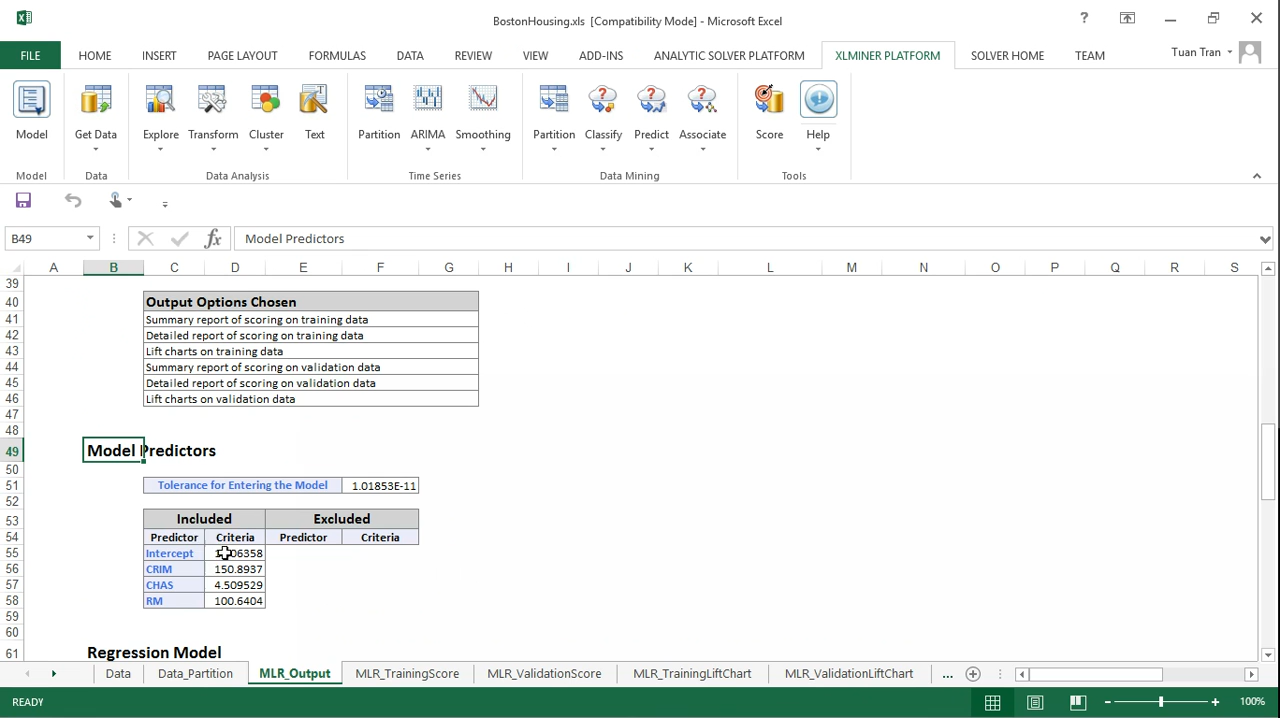 BostonHousing.xls [Compatibility Mode] - Microsoft Excel
?
FILE HOME INSERT PAGE LAYOUT FORMULAS DATA REVIEW VIEW ADD-INS ANALYTIC SOLVER PLATFORM XLMINER PLATFORM SOLVER HOME TEAM Tuan Tran
Model Get Data Explore Transform Cluster Text Partition ARIMA Smoothing Partition Classify Predict Associate Score Help
Model Data Data Analysis Time Series Data Mining Tools
B49 fx Model Predictors
A B C D E F G H I J K L M N O P Q R S
39
40 Output Options Chosen
41 Summary report of scoring on training data
42 Detailed report of scoring on training data
43 Lift charts on training data
44 Summary report of scoring on validation data
45 Detailed report of scoring on validation data
46 Lift charts on validation data
47
48
49 Model Predictors
50
51 Tolerance for Entering the Model 1.01853E-11
52
53 Included Excluded
54 Predictor Criteria Predictor Criteria
55 Intercept
56 CRIM 150.8937
57 CHAS 4.509529
58 RM 100.6404
59
60
61 Regression Model
Data Data_Partition MLR_Output MLR_TrainingScore MLR_ValidationScore MLR_TrainingLiftChart MLR_ValidationLiftChart ...
READY 100%